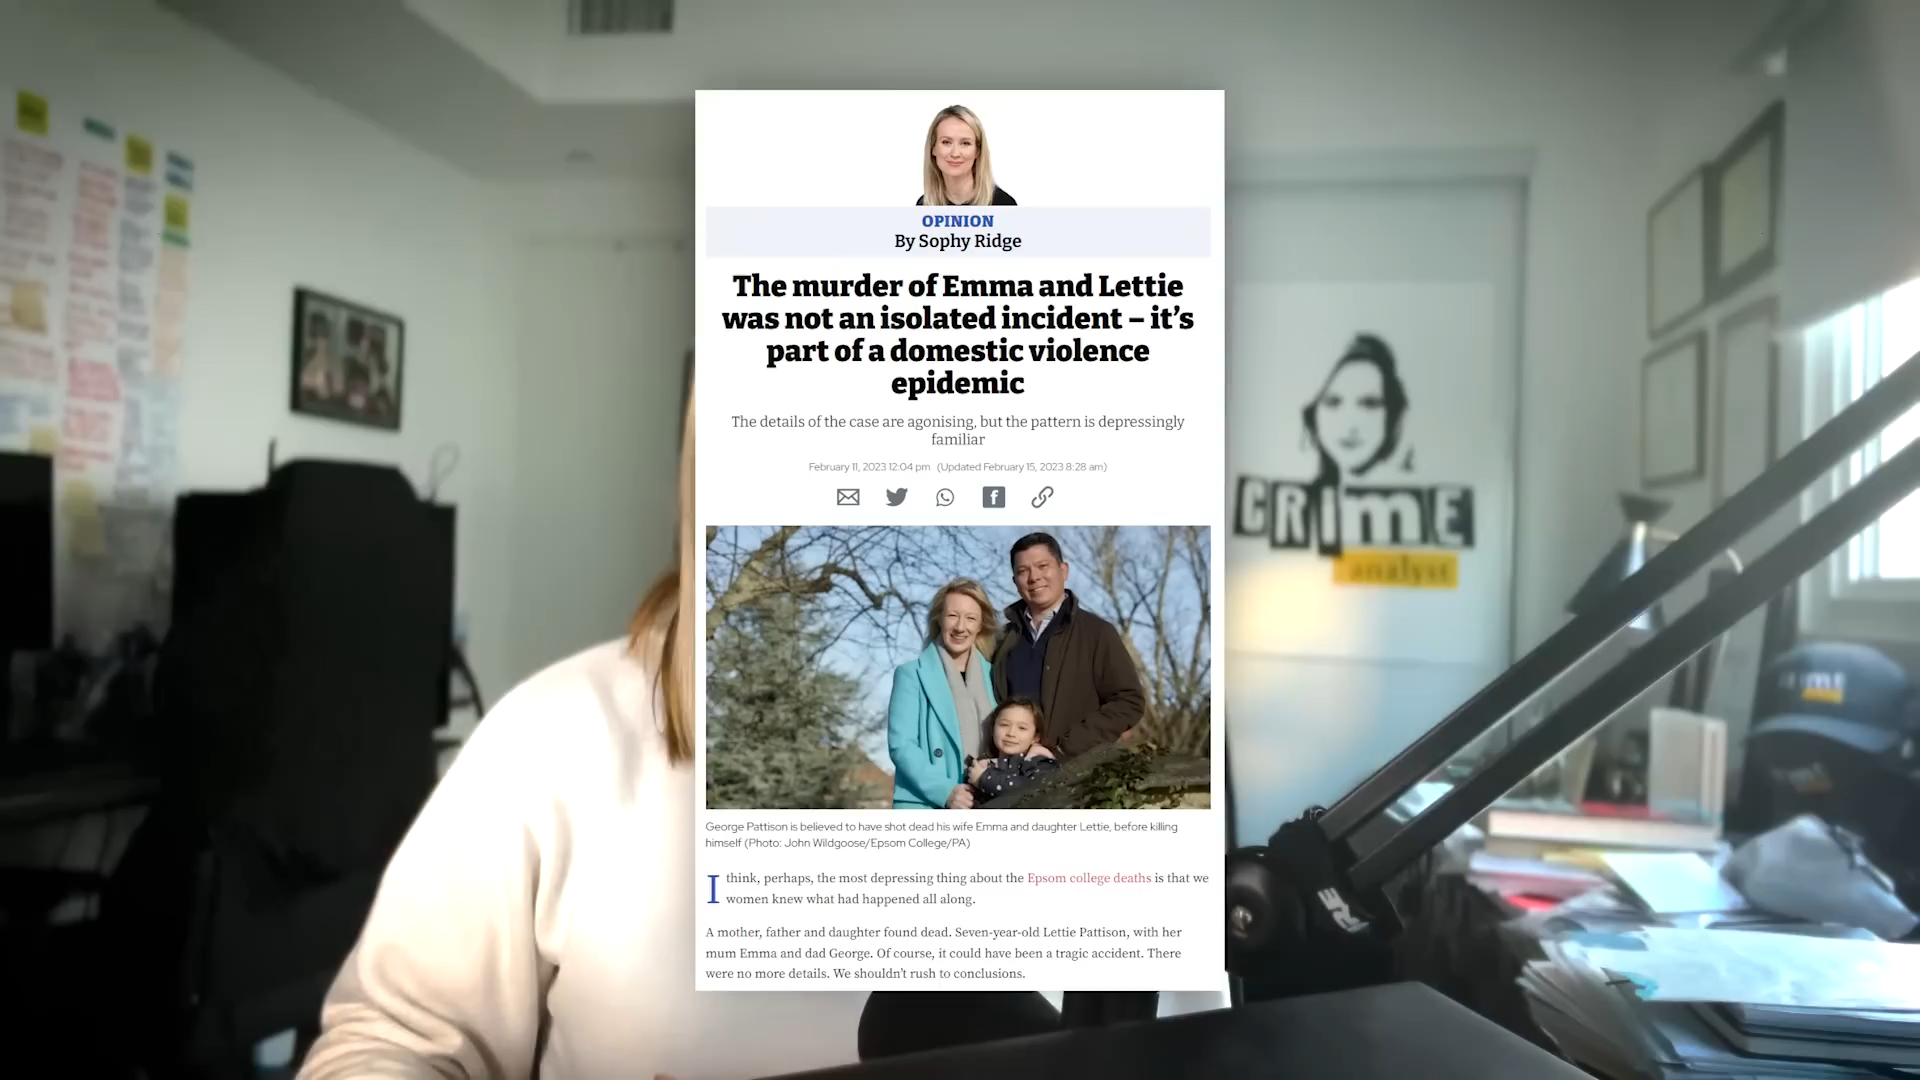 OPINION
By Sophy Ridge
The murder of Emma and Lettie
was not an isolated incident – it’s
part of a domestic violence
epidemic
The details of the case are agonising, but the pattern is depressingly
familiar
February 11, 2023 12:04 pm (Updated February 15, 2023 8:28 am)
George Pattison is believed to have shot dead his wife Emma and daughter Lettie, before killing
himself (Photo: John Wildgoose/Epsom College/PA)
I think, perhaps, the most depressing thing about the Epsom college deaths is that we
women knew what had happened all along.
A mother, father and daughter found dead. Seven-year-old Lettie Pattison, with her
mum Emma and dad George. Of course, it could have been a tragic accident. There
were no more details. We shouldn’t rush to conclusions.
CRIME
analyst